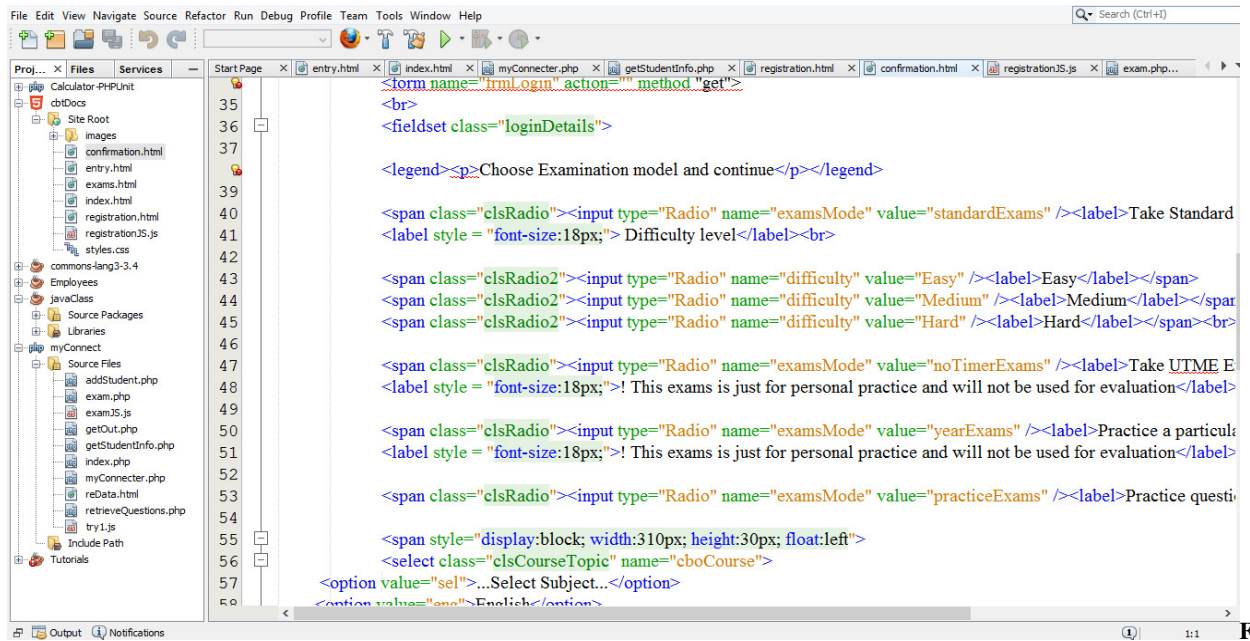 File Edit View Navigate Source Refactor Run Debug Profile Team Tools Window Help
Search (Ctrl+I)
Proj... × Files Services
Start Page × entry.html × index.html × myConnecter.php × getStudentInfo.php × registration.html × confirmation.html × registrationJS.js × exam.php...
Calculator-PHPUnit
cbtDocs
Site Root
images
confirmation.html
entry.html
exams.html
index.html
registration.html
registrationJS.js
styles.css
commons-lang3-3.4
Employees
javaClass
Source Packages
Libraries
myConnect
Source Files
addStudent.php
exam.php
examJS.js
getOut.php
getStudentInfo.php
index.php
myConnecter.php
reData.html
retrieveQuestions.php
try1.js
Include Path
Tutorials
<form name="frmLogin" action="" method "get">
35 <br>
36 <fieldset class="loginDetails">
37
<legend><p>Choose Examination model and continue</p></legend>
39
40 <span class="clsRadio"><input type="Radio" name="examsMode" value="standardExams" /><label>Take Standard
41 <label style = "font-size:18px;"> Difficulty level</label><br>
42
43 <span class="clsRadio2"><input type="Radio" name="difficulty" value="Easy" /><label>Easy</label></span>
44 <span class="clsRadio2"><input type="Radio" name="difficulty" value="Medium" /><label>Medium</label></span
45 <span class="clsRadio2"><input type="Radio" name="difficulty" value="Hard" /><label>Hard</label></span><br>
46
47 <span class="clsRadio"><input type="Radio" name="examsMode" value="noTimerExams" /><label>Take UTME E
48 <label style = "font-size:18px;">! This exams is just for personal practice and will not be used for evaluation</label>
49
50 <span class="clsRadio"><input type="Radio" name="examsMode" value="yearExams" /><label>Practice a particula
51 <label style = "font-size:18px;">! This exams is just for personal practice and will not be used for evaluation</label>
52
53 <span class="clsRadio"><input type="Radio" name="examsMode" value="practiceExams" /><label>Practice questi
54
55 <span style="display:block; width:310px; height:30px; float:left">
56 <select class="clsCourseTopic" name="cboCourse">
57 <option value="sel">...Select Subject...</option>
58 <option value="eng">English</option>
Output Notifications
1:1